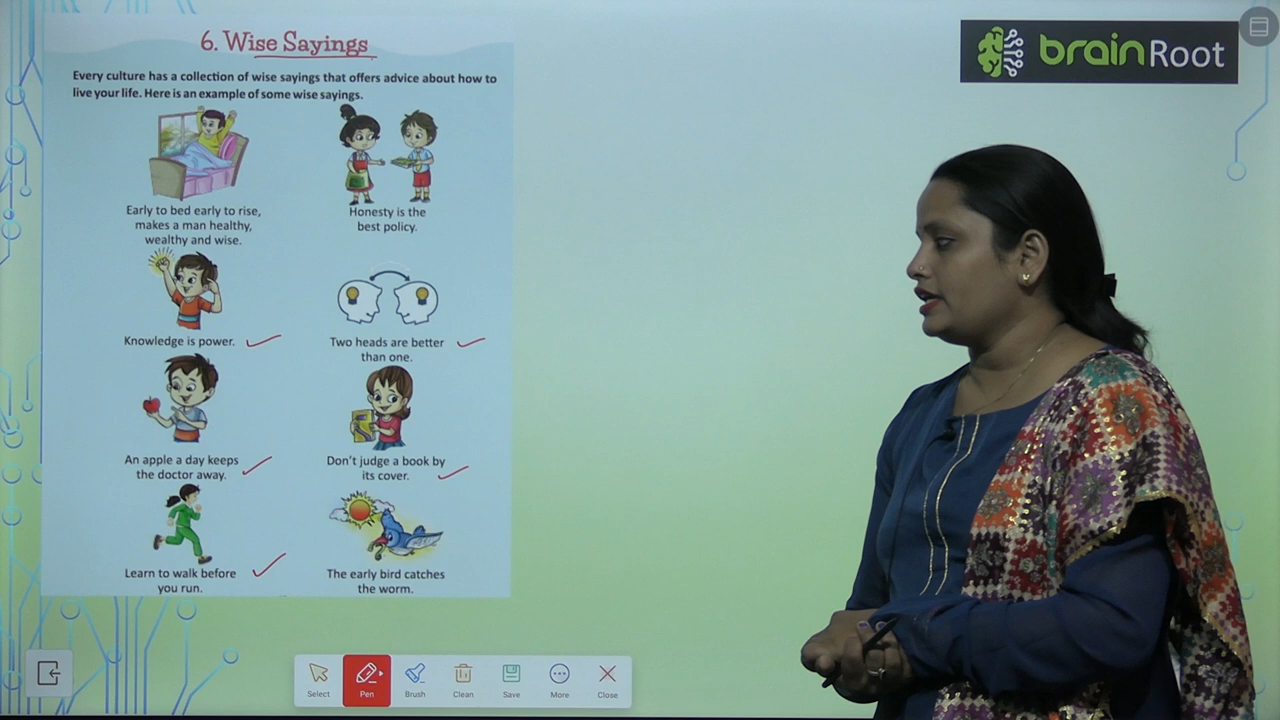 6. Wise Sayings
Every culture has a collection of wise sayings that offers advice about how to
live your life. Here is an example of some wise sayings.
Early to bed early to rise,
makes a man healthy,
wealthy and wise.
Honesty is the
best policy.
Knowledge is power.
Two heads are better
than one.
An apple a day keeps
the doctor away.
Don't judge a book by
its cover.
Learn to walk before
you run.
The early bird catches
the worm.
brainRoot
Select
Pen
Brush
Clean
Save
More
Close